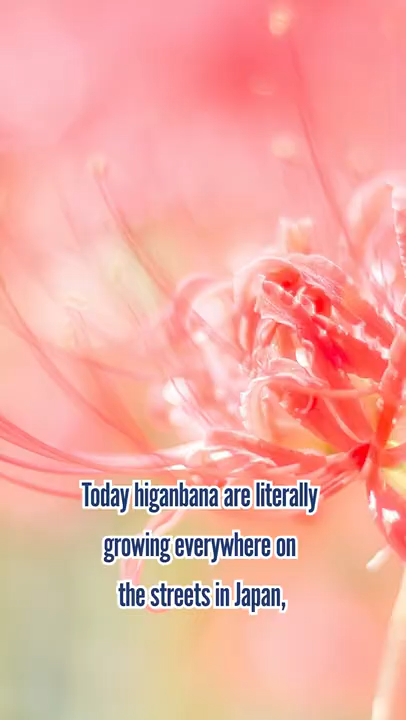 Today higanbana are literally
growing everywhere on
the streets in Japan,